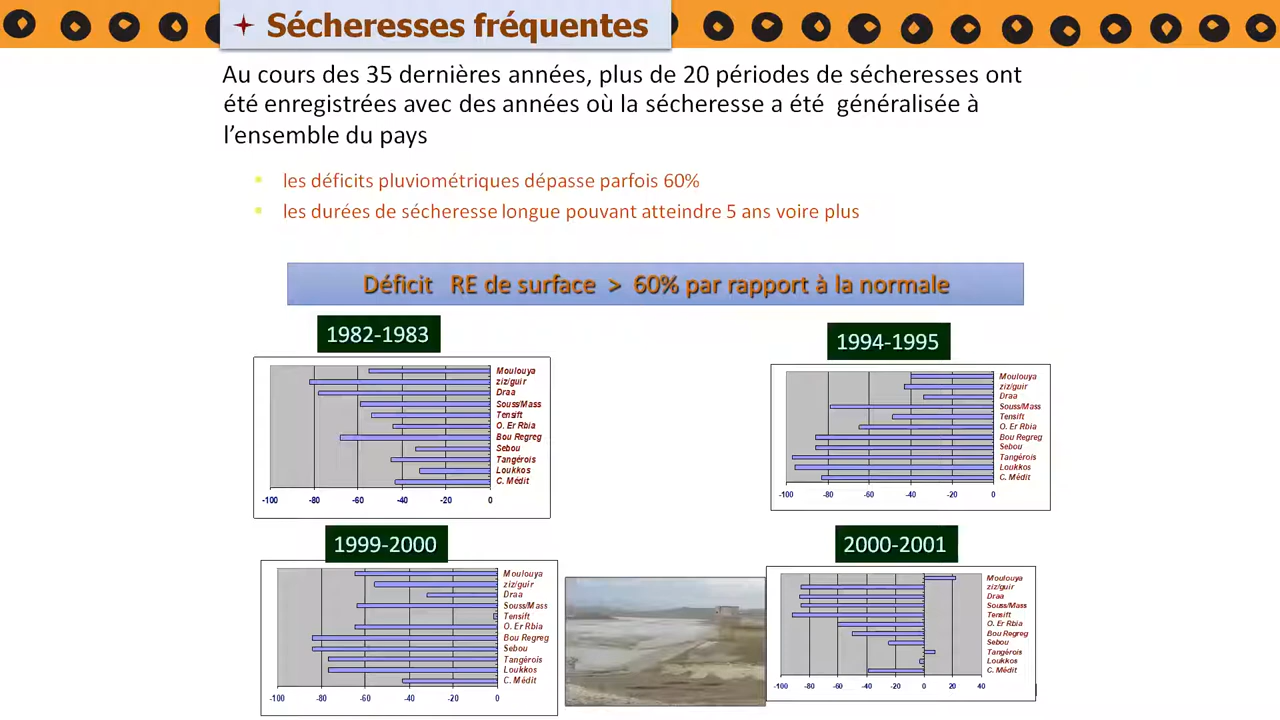 Sécheresses fréquentes
Au cours des 35 dernières années, plus de 20 périodes de sécheresses ont
été enregistrées avec des années où la sécheresse a été généralisée à
l'ensemble du pays
les déficits pluviométriques dépasse parfois 60%
les durées de sécheresse longue pouvant atteindre 5 ans voire plus
Déficit RE de surface > 60% par rapport à la normale
1982-1983
Moulouya
ziz/guir
Draa
Souss/Mass
Tensift
O. Er Rbia
Bou Regreg
Sebou
Tangérois
Loukkos
C. Médit
-100 -80 -60 -40 -20 0
1994-1995
Moulouya
ziz/guir
Draa
Souss/Mass
Tensift
O. Er Rbia
Bou Regreg
Sebou
Tangérois
Loukkos
C. Médit
-100 -80 -60 -40 -20 0
1999-2000
Moulouya
ziz/guir
Draa
Souss/Mass
Tensift
O. Er Rbia
Bou Regreg
Sebou
Tangérois
Loukkos
C. Médit
-100 -80 -60 -40 -20 0
2000-2001
Moulouya
ziz/guir
Draa
Souss/Mass
Tensift
O. Er Rbia
Bou Regreg
Sebou
Tangérois
Loukkos
C. Médit
-100 -80 -60 -40 -20 0 20 40